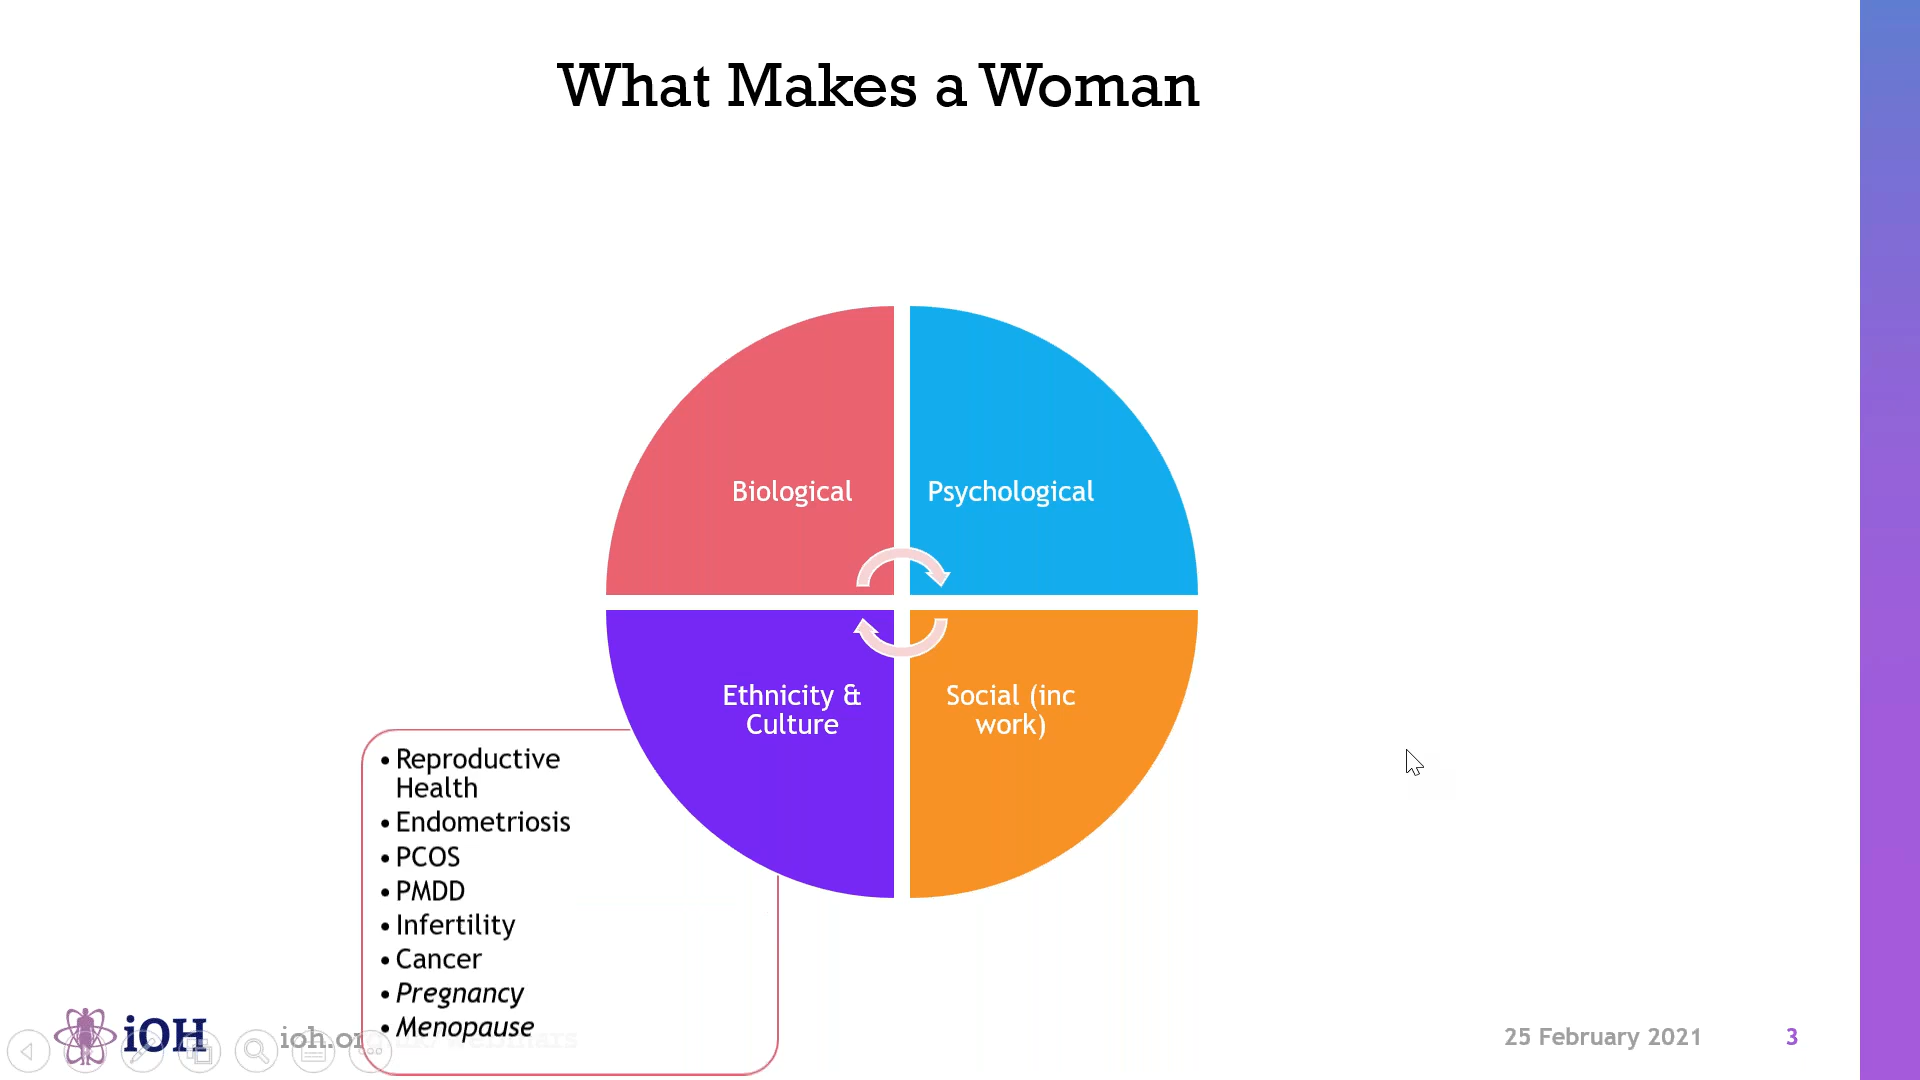 What Makes a Woman
Biological
Psychological
Ethnicity &
Culture
Social (inc
work)
• Reproductive
Health
• Endometriosis
• PCOS
• PMDD
• Infertility
• Cancer
• Pregnancy
• Menopause
iOH
25 February 2021
3